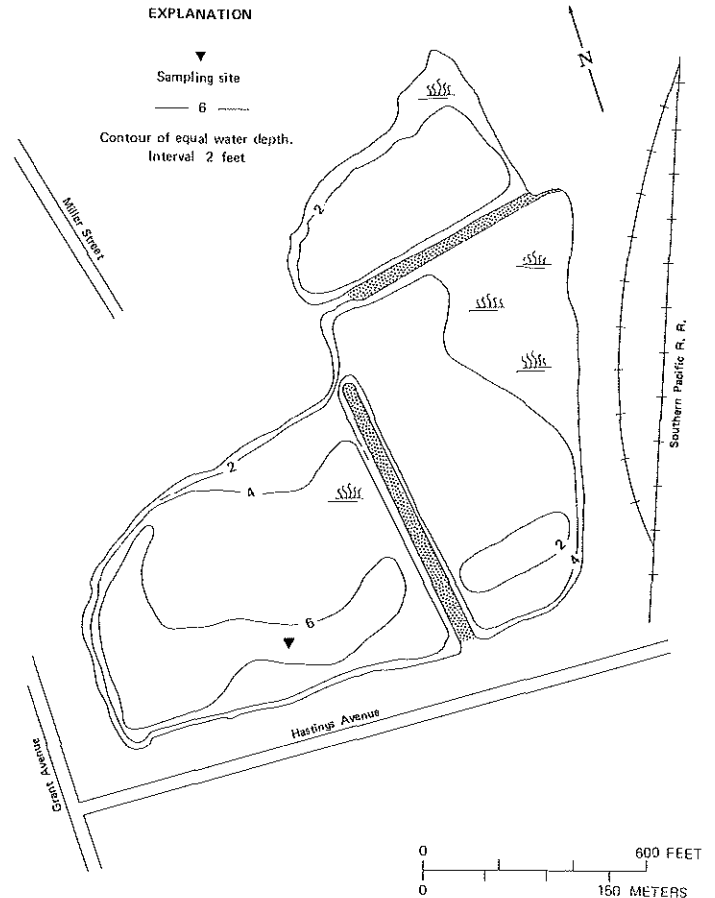 EXPLANATION
Sampling site
6
Contour of equal water depth.
Interval 2 feet
N
Miller Street
2
Southern Pacific R. R.
2
4
2
4
6
Hastings Avenue
Grant Avenue
0 600 FEET
0 150 METERS